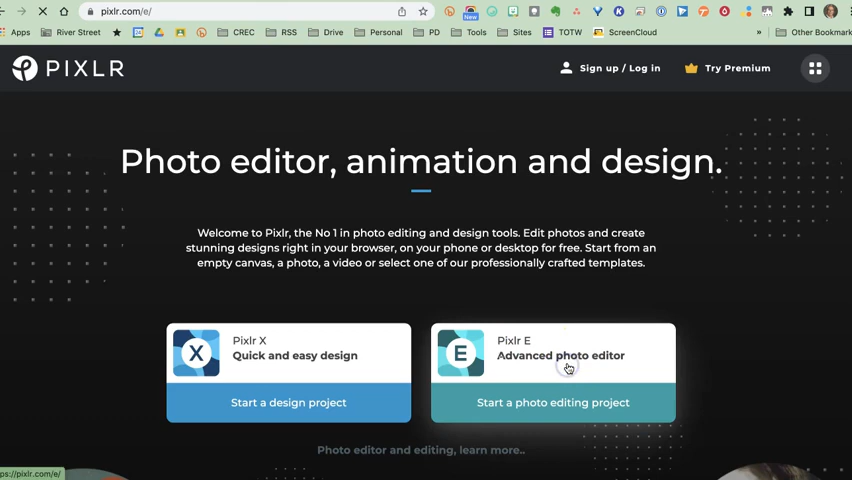 pixlr.com/e/
New
Apps
River Street
CREC
RSS
Drive
Personal
PD
Tools
Sites
TOTW
ScreenCloud
»
Other Bookmark
PIXLR
Sign up / Log in
Try Premium
Photo editor, animation and design.
Welcome to Pixlr, the No 1 in photo editing and design tools. Edit photos and create
stunning designs right in your browser, on your phone or desktop for free. Start from an
empty canvas, a photo, a video or select one of our professionally crafted templates.
X
Pixlr X
Quick and easy design
Start a design project
E
Pixlr E
Advanced photo editor
Start a photo editing project
Photo editor and editing, learn more..
ps://pixlr.com/e/